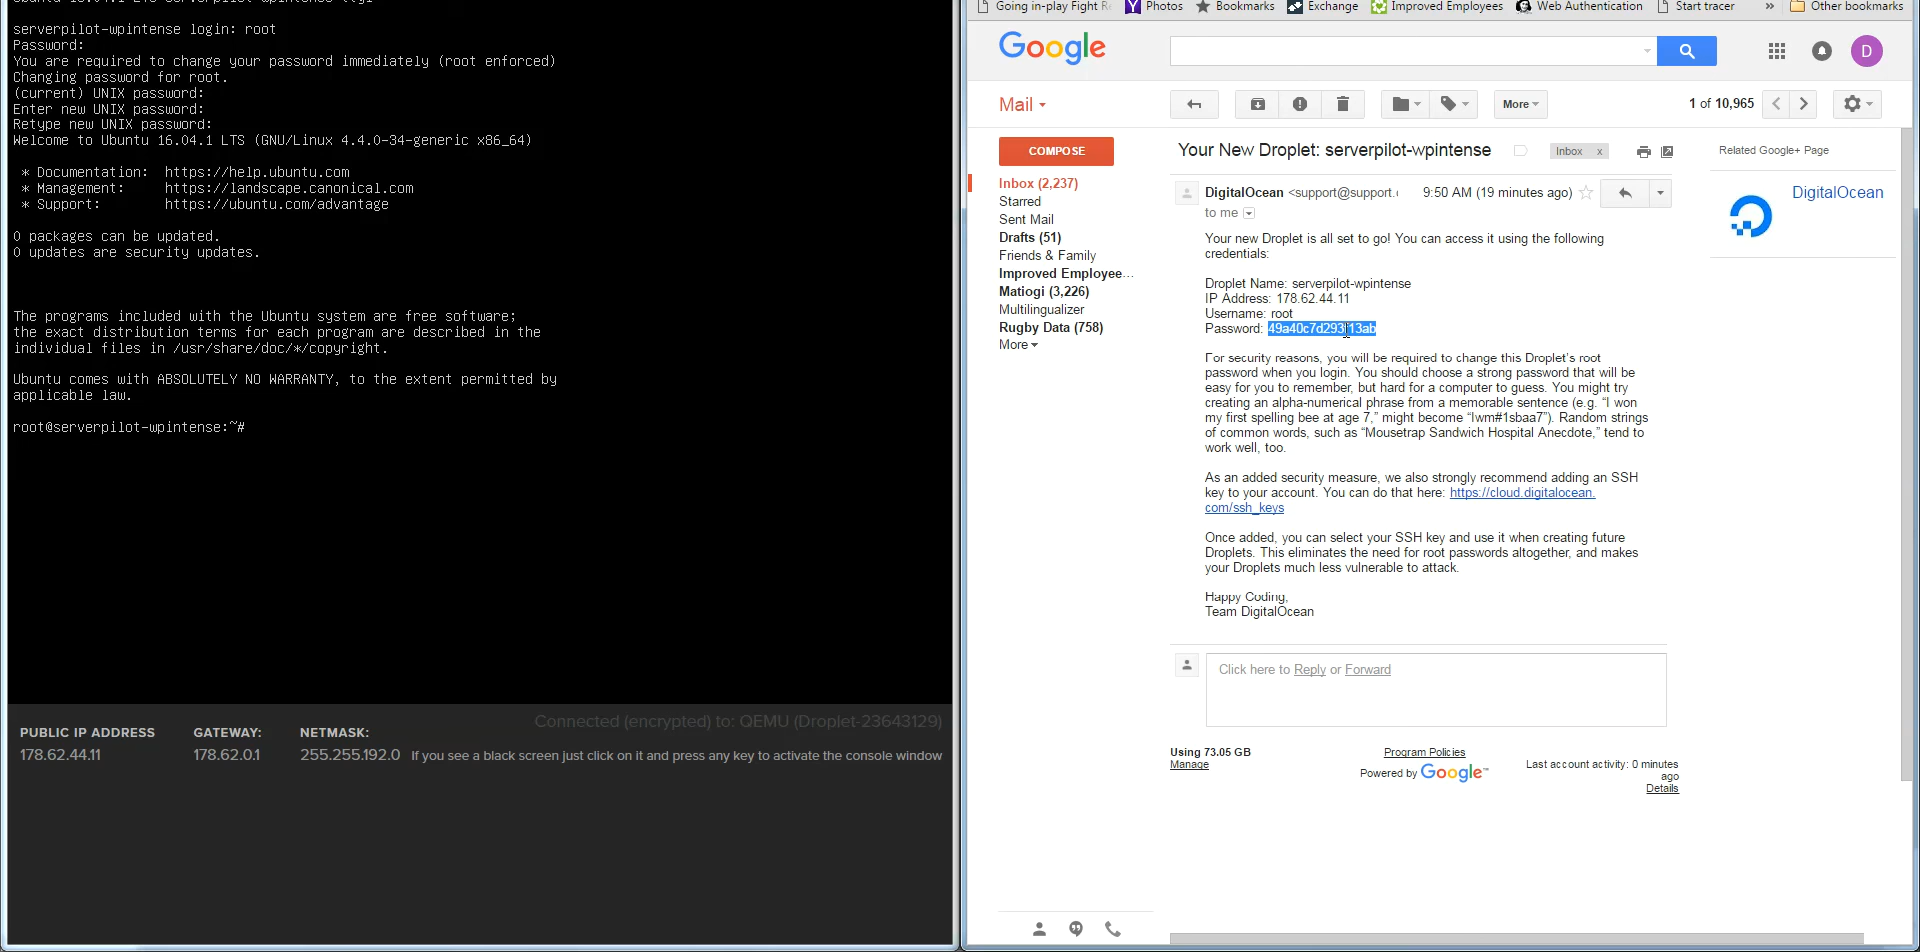 serverpilot-wpintense login: root
Password:
You are required to change your password immediately (root enforced)
Changing password for root.
(current) UNIX password:
Enter new UNIX password:
Retype new UNIX password:
Welcome to Ubuntu 16.04.1 LTS (GNU/Linux 4.4.0-34-generic x86_64)
* Documentation: https://help.ubuntu.com
* Management: https://landscape.canonical.com
* Support: https://ubuntu.com/advantage
0 packages can be updated.
0 updates are security updates.
The programs included with the Ubuntu system are free software;
the exact distribution terms for each program are described in the
individual files in /usr/share/doc/*/copyright.
Ubuntu comes with ABSOLUTELY NO WARRANTY, to the extent permitted by
applicable law.
root@serverpilot-wpintense:~#
Connected (encrypted) to: QEMU (Droplet-23643129)
PUBLIC IP ADDRESS GATEWAY: NETMASK:
178.62.44.11 178.62.0.1 255.255.192.0 If you see a black screen just click on it and press any key to activate the console window
Going in-play Fight Photos Bookmarks Exchange Improved Employees Web Authentication Start tracer » Other bookmarks
Google
D
Mail
More
1 of 10,965
COMPOSE
Inbox (2,237)
Starred
Sent Mail
Drafts (51)
Friends & Family
Improved Employee...
Matiogi (3,226)
Multilingualizer
Rugby Data (758)
More
Your New Droplet: serverpilot-wpintense
Inbox x
DigitalOcean <support@support. 9:50 AM (19 minutes ago)
to me
Your new Droplet is all set to go! You can access it using the following
credentials:
Droplet Name: serverpilot-wpintense
IP Address: 178.62.44.11
Username: root
Password:
For security reasons, you will be required to change this Droplet's root
password when you login. You should choose a strong password that will be
easy for you to remember, but hard for a computer to guess. You might try
creating an alpha-numerical phrase from a memorable sentence (e.g. “I won
my first spelling bee at age 7,” might become “Iwm#1sbaa7”). Random strings
of common words, such as “Mousetrap Sandwich Hospital Anecdote,” tend to
work well, too.
As an added security measure, we also strongly recommend adding an SSH
key to your account. You can do that here: https://cloud.digitalocean.
com/ssh_keys
Once added, you can select your SSH key and use it when creating future
Droplets. This eliminates the need for root passwords altogether, and makes
your Droplets much less vulnerable to attack.
Happy Coding,
Team DigitalOcean
Click here to Reply or Forward
Using 73.05 GB
Manage
Program Policies
Powered by Google™
Last account activity: 0 minutes
ago
Details
Related Google+ Page
DigitalOcean